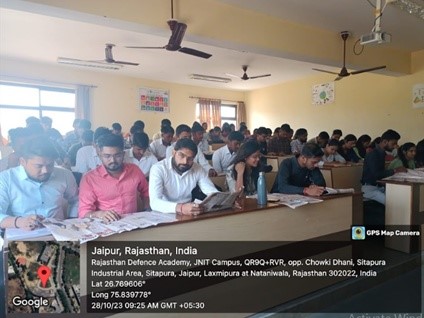 GPS Map Camera
Jaipur, Rajasthan, India
Rajasthan Defence Academy, JNIT Campus, QR9Q+RVR, opp. Chowki Dhani, Sitapura
Industrial Area, Sitapura, Jaipur, Laxmipura at Nataniwala, Rajasthan 302022, India
Lat 26.769606°
Long 75.839778°
28/10/23 09:25 AM GMT +05:30
Google
Activate Wind